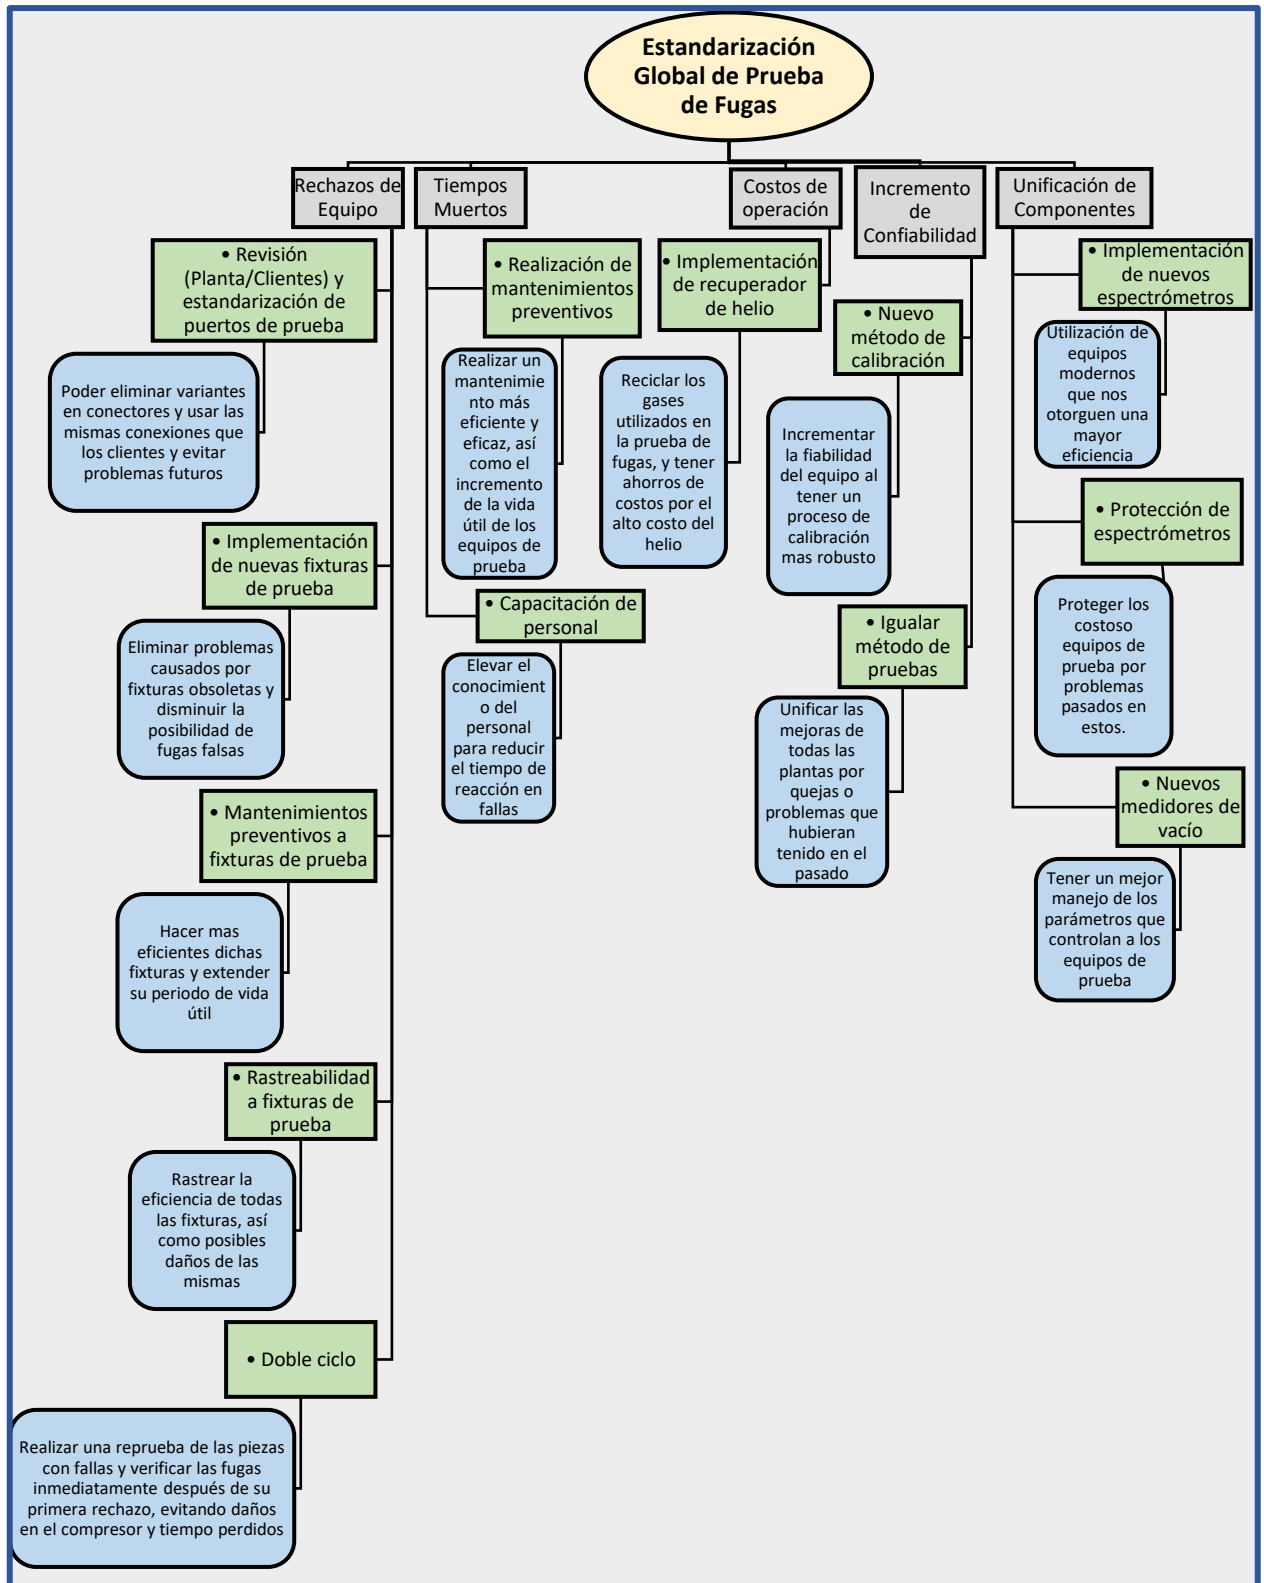 Estandarización
Global de Prueba
de Fugas
Rechazos de
Equipo
• Revisión
(Planta/Clientes) y
estandarización de
puertos de prueba
Poder eliminar variantes
en conectores y usar las
mismas conexiones que
los clientes y evitar
problemas futuros
• Implementación
de nuevas fixturas
de prueba
Eliminar problemas
causados por
fixturas obsoletas y
disminuir la
posibilidad de
fugas falsas
• Mantenimientos
preventivos a
fixturas de prueba
Hacer mas
eficientes dichas
fixturas y extender
su periodo de vida
útil
• Rastreabilidad
a fixturas de
prueba
Rastrear la
eficiencia de todas
las fixturas, así
como posibles
daños de las
mismas
• Doble ciclo
Realizar una reprueba de las piezas
con fallas y verificar las fugas
inmediatamente después de su
primera rechazo, evitando daños
en el compresor y tiempo perdidos
Tiempos
Muertos
• Realización de
mantenimientos
preventivos
Realizar un
mantenimie
nto más
eficiente y
eficaz, así
como el
incremento
de la vida
útil de los
equipos de
prueba
• Capacitación de
personal
Elevar el
conocimient
o del
personal
para reducir
el tiempo de
reacción en
fallas
Costos de
operación
• Implementación
de recuperador
de helio
Reciclar los
gases
utilizados en
la prueba de
fugas, y tener
ahorros de
costos por el
alto costo del
helio
Incremento
de
Confiabilidad
• Nuevo
método de
calibración
Incrementar
la fiabilidad
del equipo al
tener un
proceso de
calibración
mas robusto
• Igualar
método de
pruebas
Unificar las
mejoras de
todas las
plantas por
quejas o
problemas que
hubieran
tenido en el
pasado
Unificación de
Componentes
• Implementación
de nuevos
espectrómetros
Utilización de
equipos
modernos
que nos
otorguen una
mayor
eficiencia
• Protección de
espectrómetros
Proteger los
costoso
equipos de
prueba por
problemas
pasados en
estos.
• Nuevos
medidores de
vacío
Tener un mejor
manejo de los
parámetros que
controlan a los
equipos de
prueba